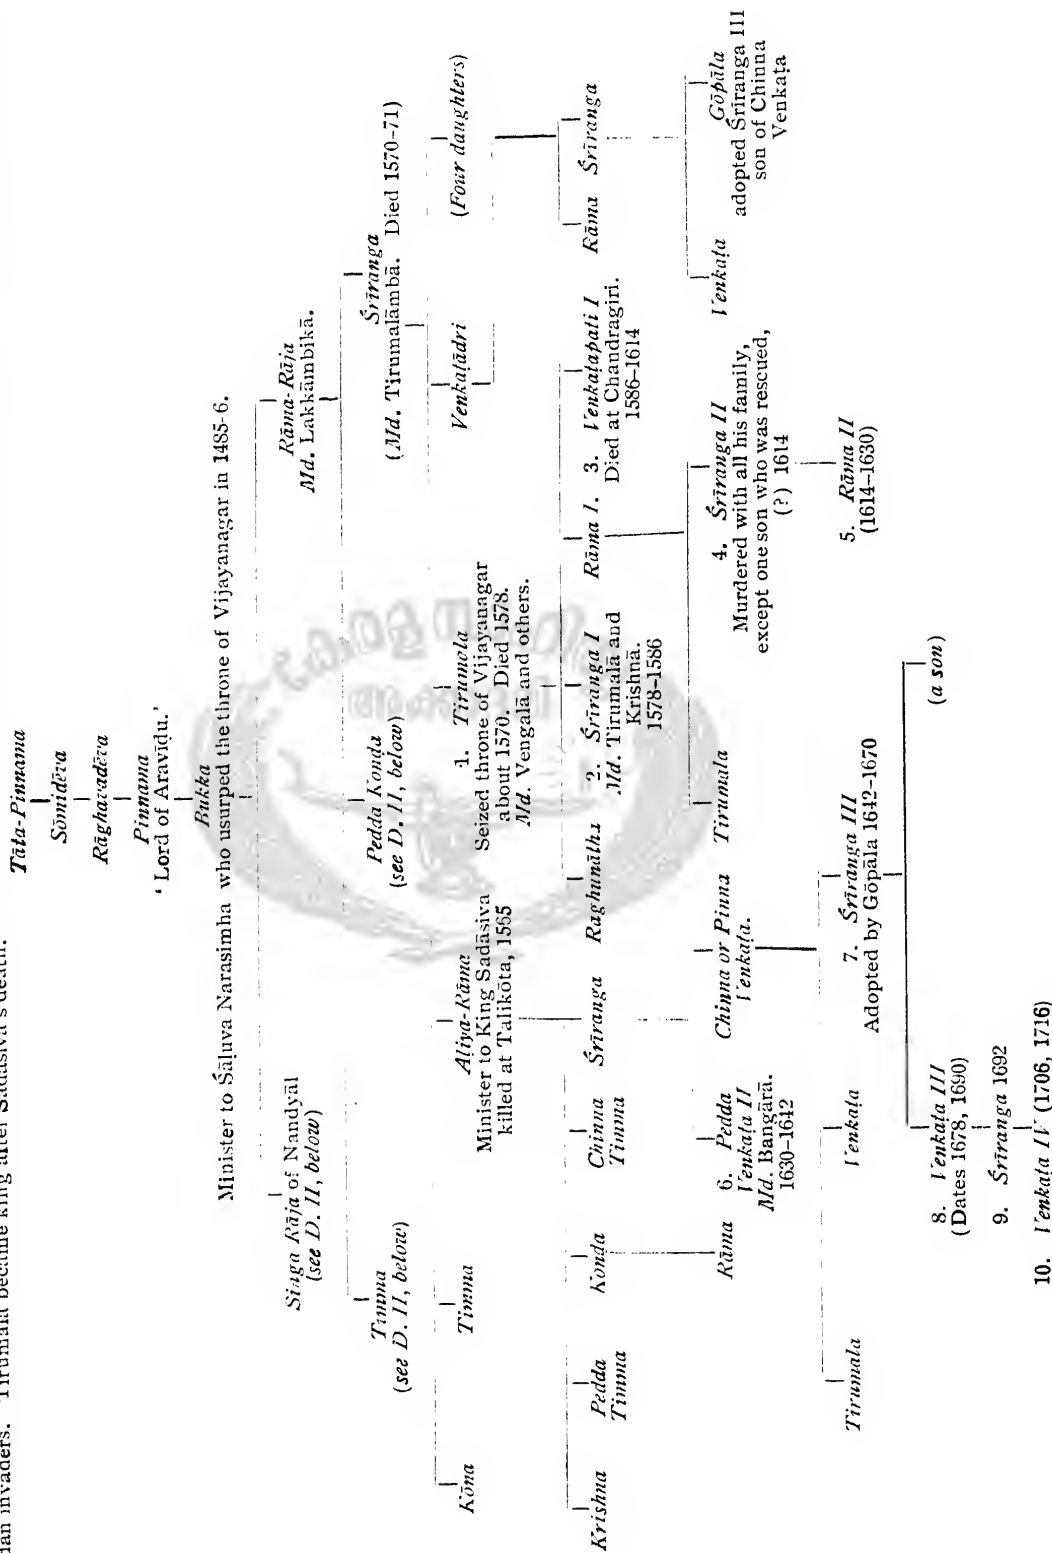 dan invaders. Tirumala became king after Sadāsiva's death.
Tāta-Pinnama
Sōmidēva
Rāghavadēva
Pinnama
'Lord of Aravīḍu.'
Bukka
Minister to Śāḷuva Narasimha who usurped the throne of Vijayanagar in 1485-6.
Singa Rāja of Nandyāl
(see D. II, below)
Rāma-Rāja
Md. Lakkāmbikā.
Timma
(see D. II, below)
Pedda Konḍa
(see D. II, below)
Śrīranga
(Md. Tirumalāmbā. Died 1570-71)
Kōna
Timma
Aḷiya-Rāma
Minister to King Sadāsiva
killed at Talikōta, 1565
1. Tirumala
Seized throne of Vijayanagar
about 1570. Died 1578.
Md. Vengalā and others.
Venkaṭādri
(Four daughters)
Krishna
Pedda
Timma
Konda
Chinna
Timma
Śrīranga
Raghunātha
2. Śrīranga I
Md. Tirumalā and
Krishnā.
1578-1586
Rāma I.
3. Venkaṭapati I
Died at Chandragiri.
1586-1614
Rāma
Śrīranga
Rāma
6. Pedda
Venkaṭa II
Md. Bangārā.
1630-1642
Chinna or Pinna
Venkaṭa.
Tirumala
4. Śrīranga II
Murdered with all his family,
except one son who was rescued,
(?) 1614
Venkaṭa
Gōpāla
adopted Śrīranga III
son of Chinna
Venkaṭa
Tirumala
Venkaṭa
7. Śrīranga III
Adopted by Gōpāla 1642-1670
5. Rāma II
(1614-1630)
8. Venkaṭa III
(Dates 1678, 1690)
(a son)
9. Śrīranga 1692
10. Venkaṭa IV (1706, 1716)